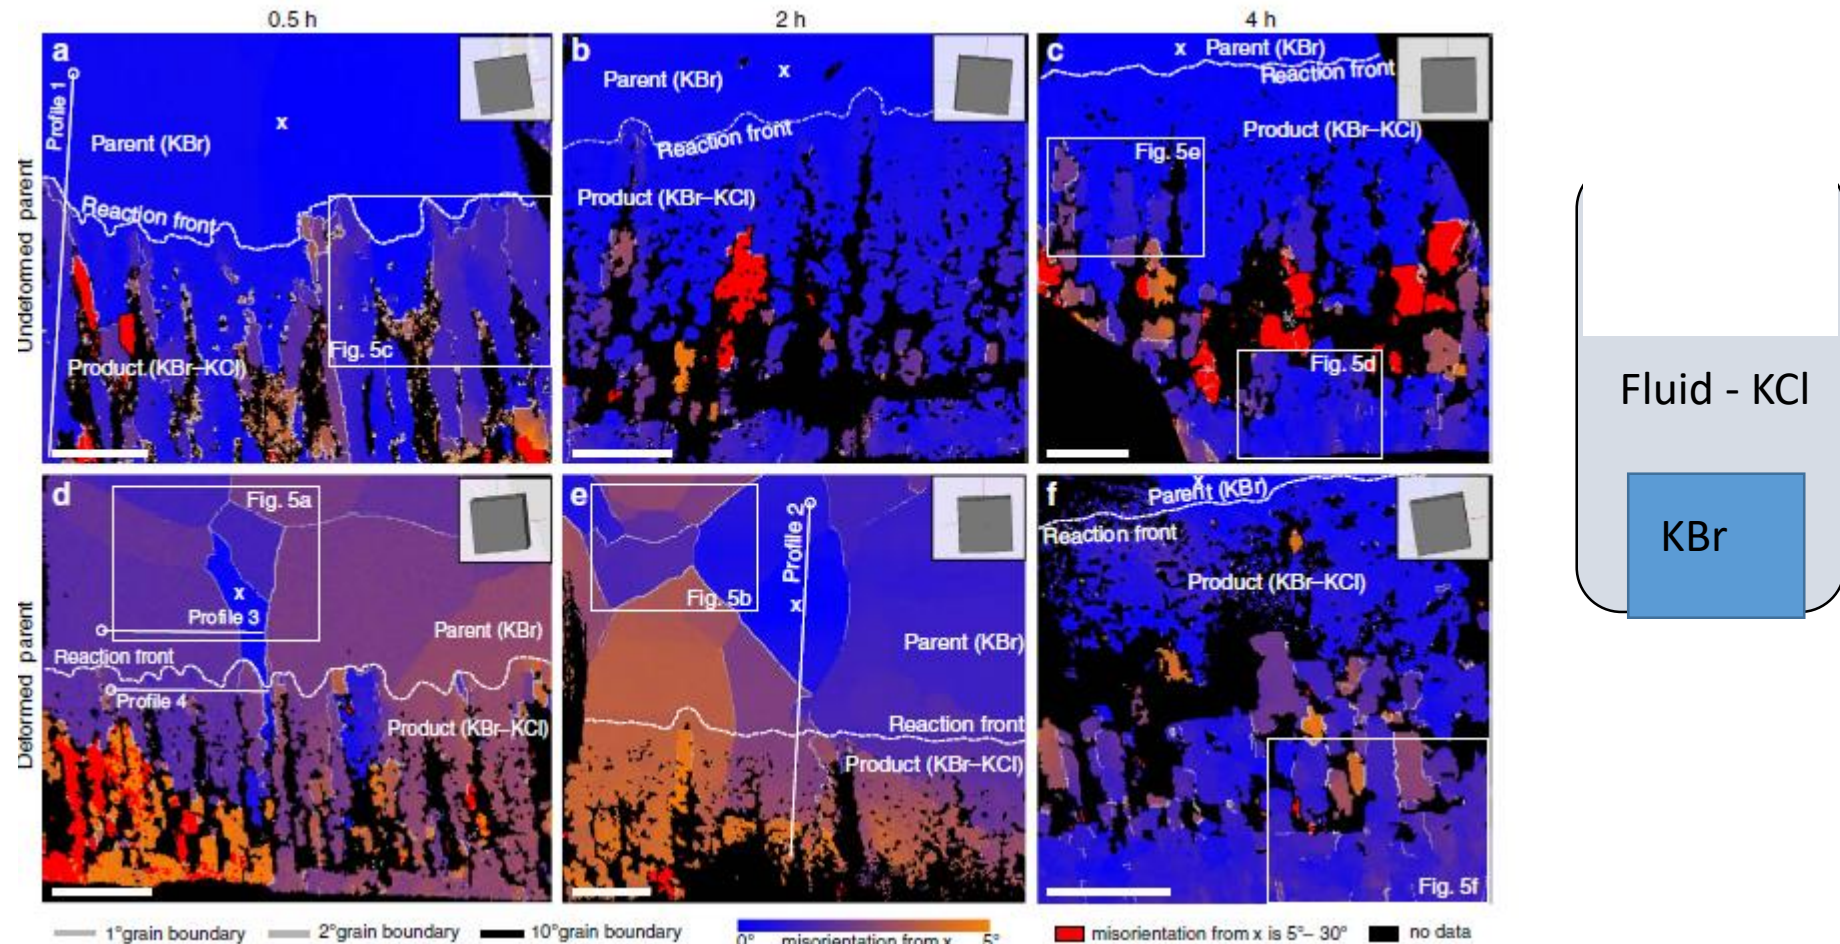 0.5 h
2 h
4 h
Undeformed parent
a
Profile 1
Parent (KBr)
x
Reaction front
Fig. 5c
Product.(KBr–KCl)
b
Parent (KBr)
x
Reaction front
Product (KBr–KCl)
c
x Parent (KBr)
Reaction front
Product (KBr–KCl)
Fig. 5e
Fig. 5d
Deformed parent
d
Fig. 5a
x
Profile 3
Parent (KBr)
Reaction front
Profile 4
Product (KBr–KCl)
e
Profile 2
Fig. 5b
x
Parent (KBr)
Reaction front
Product (KBr–KCl)
f
x
Parent (KBr)
Reaction front
Product (KBr–KCl)
Fig. 5f
1°grain boundary
2°grain boundary
10°grain boundary
0° misorientation from x 5°
misorientation from x is 5°– 30°
no data
Fluid - KCl
KBr